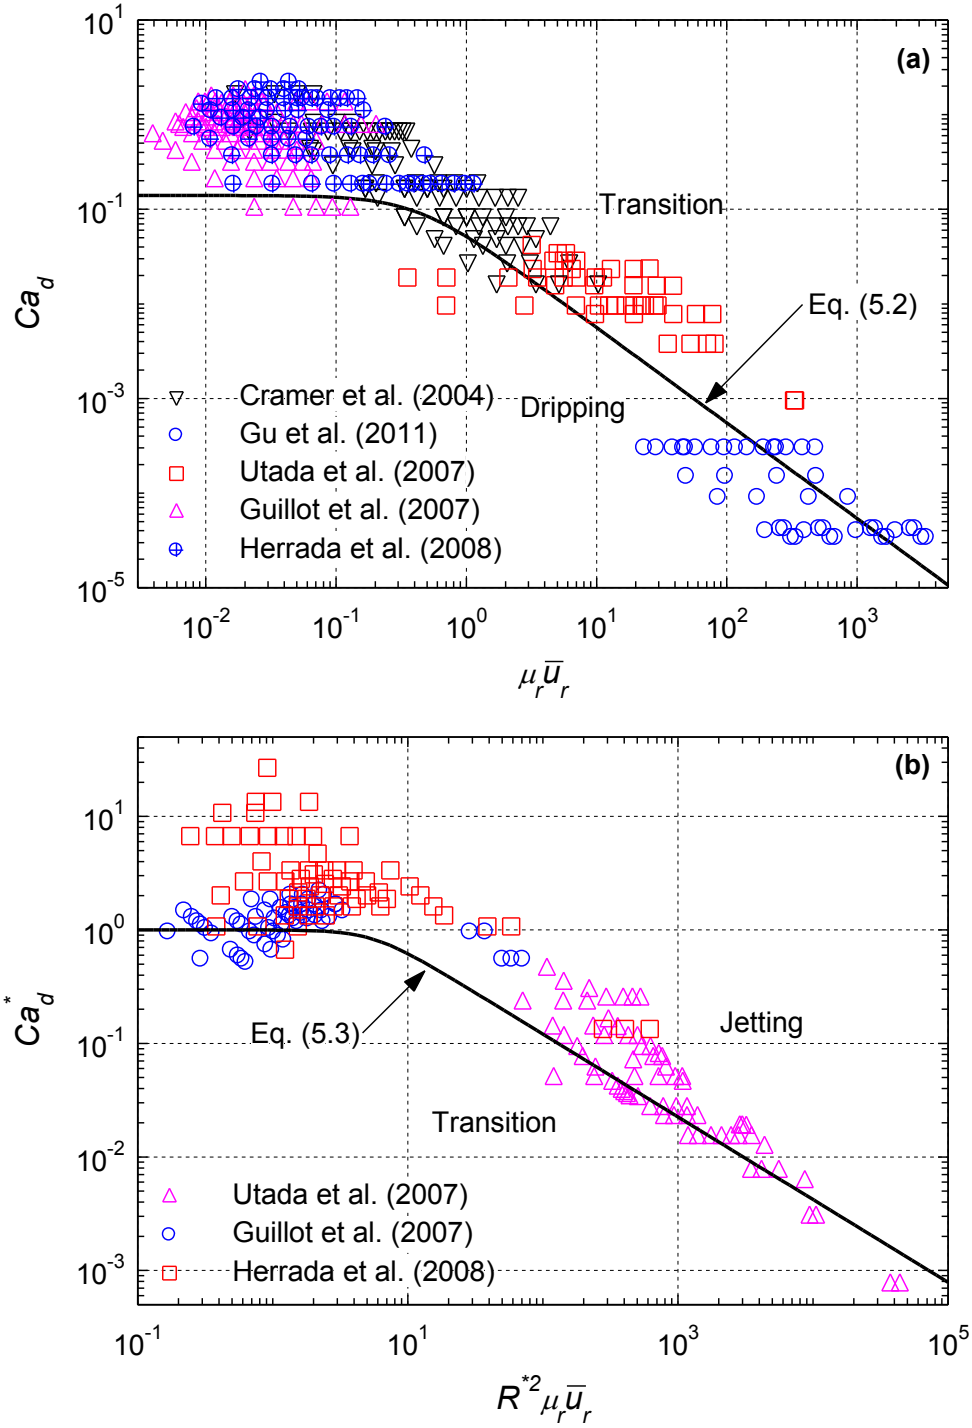 (a)
10^1
10^0
10^-1
10^-3
10^-5
Ca_d
Transition
Eq. (5.2)
Dripping
Cramer et al. (2004)
Gu et al. (2011)
Utada et al. (2007)
Guillot et al. (2007)
Herrada et al. (2008)
10^-2 10^-1 10^0 10^1 10^2 10^3
μ_r ū_r
(b)
10^1
10^0
10^-1
10^-2
10^-3
Ca_d^*
Eq. (5.3)
Jetting
Transition
Utada et al. (2007)
Guillot et al. (2007)
Herrada et al. (2008)
10^-1 10^1 10^3 10^5
R^*2 μ_r ū_r